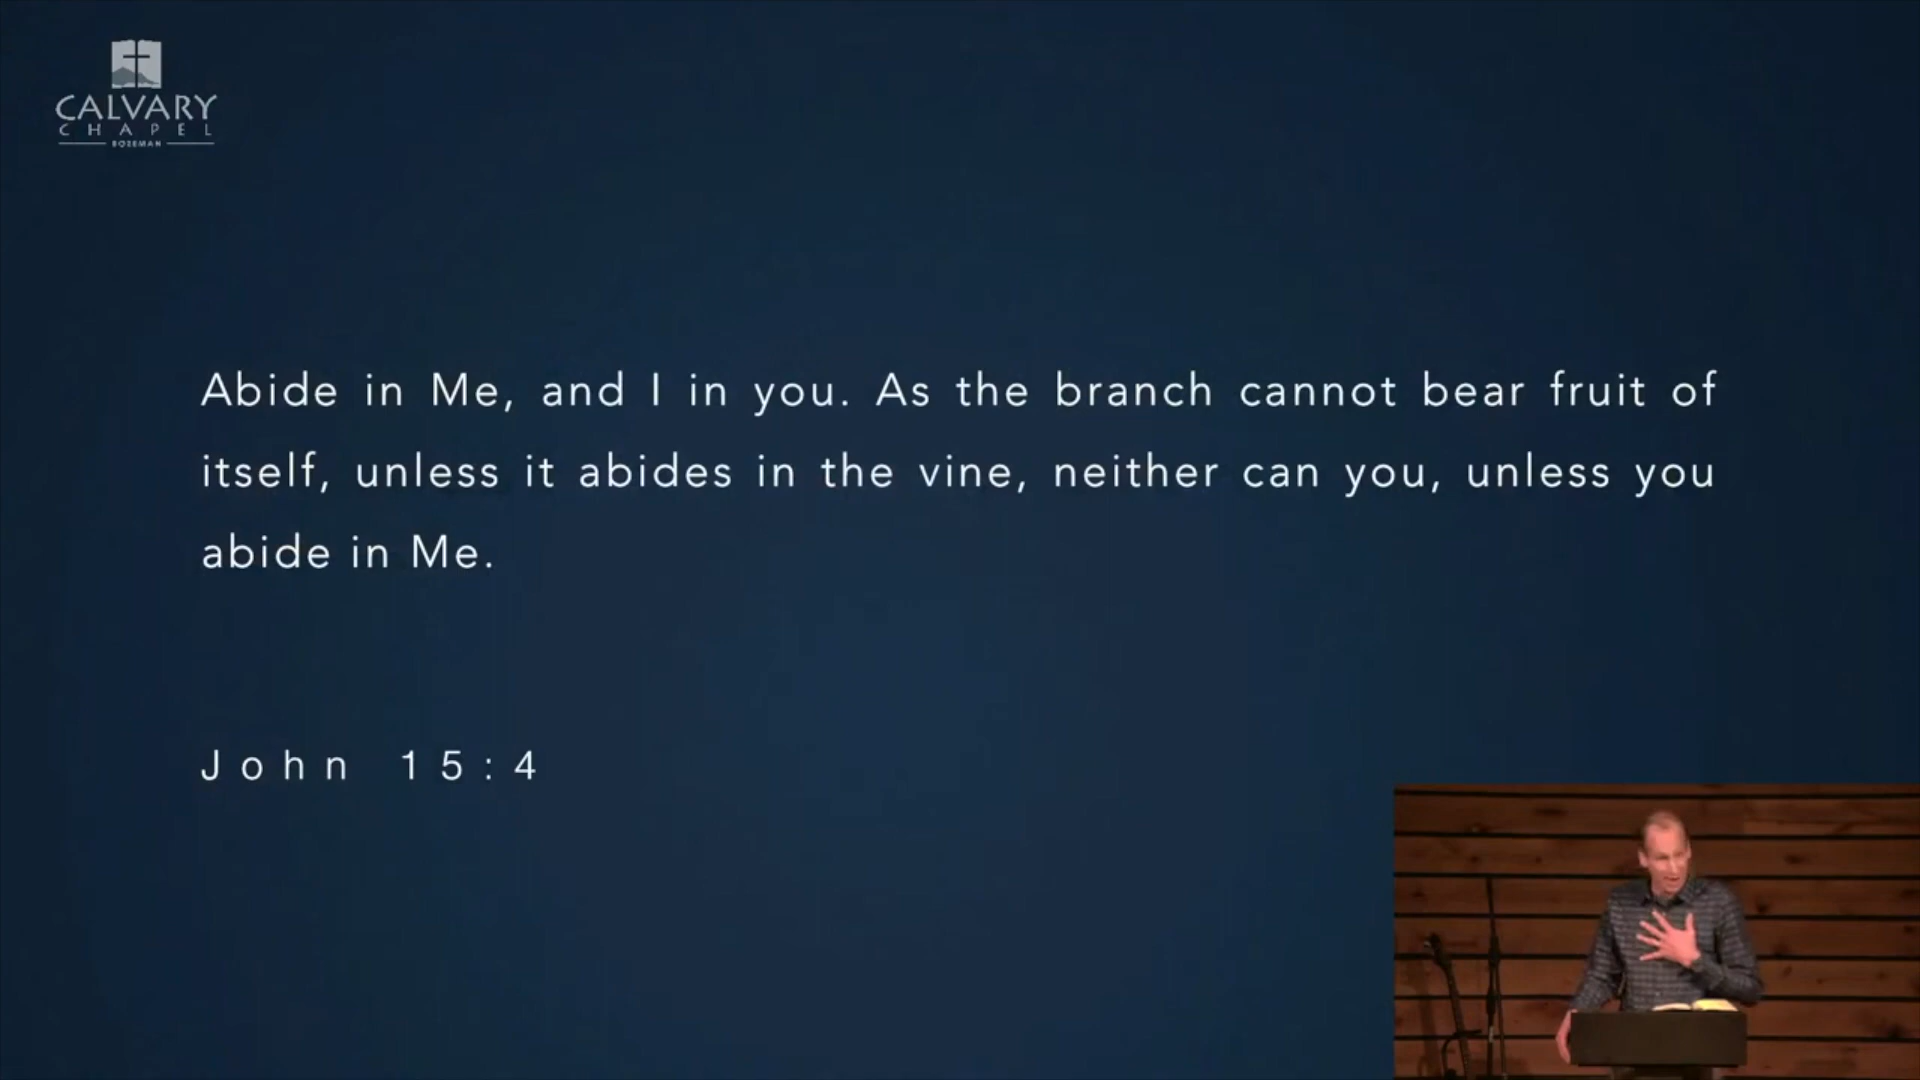 CALVARY
CHAPEL
BOZEMAN
Abide in Me, and I in you. As the branch cannot bear fruit of
itself, unless it abides in the vine, neither can you, unless you
abide in Me.
John 15:4